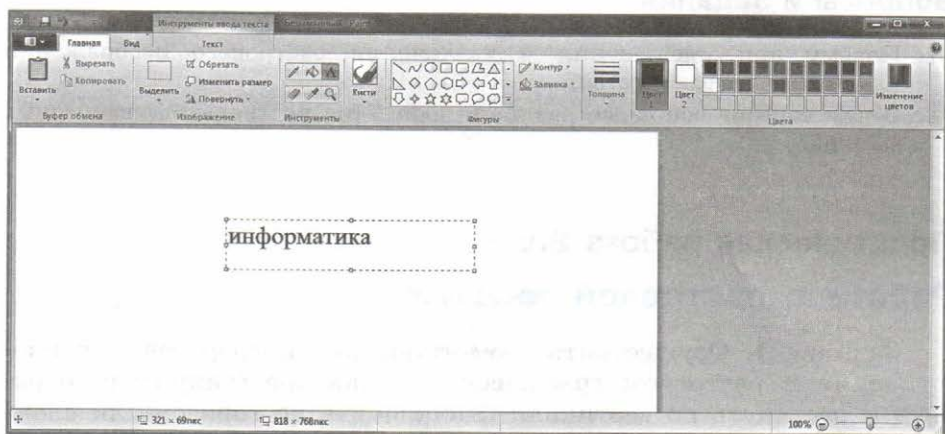 Инструменты ввода текста
Главная Вид Текст
Вставить
Вырезать
Копировать
Буфер обмена
Выделить
Обрезать
Изменить размер
Повернуть
Изображение
Инструменты
Кисти
Фигуры
Контур
Заливка
Толщина
Цвет 1
Цвет 2
Изменение цветов
Цвета
информатика
321 × 69пкс
818 × 768пкс
100%